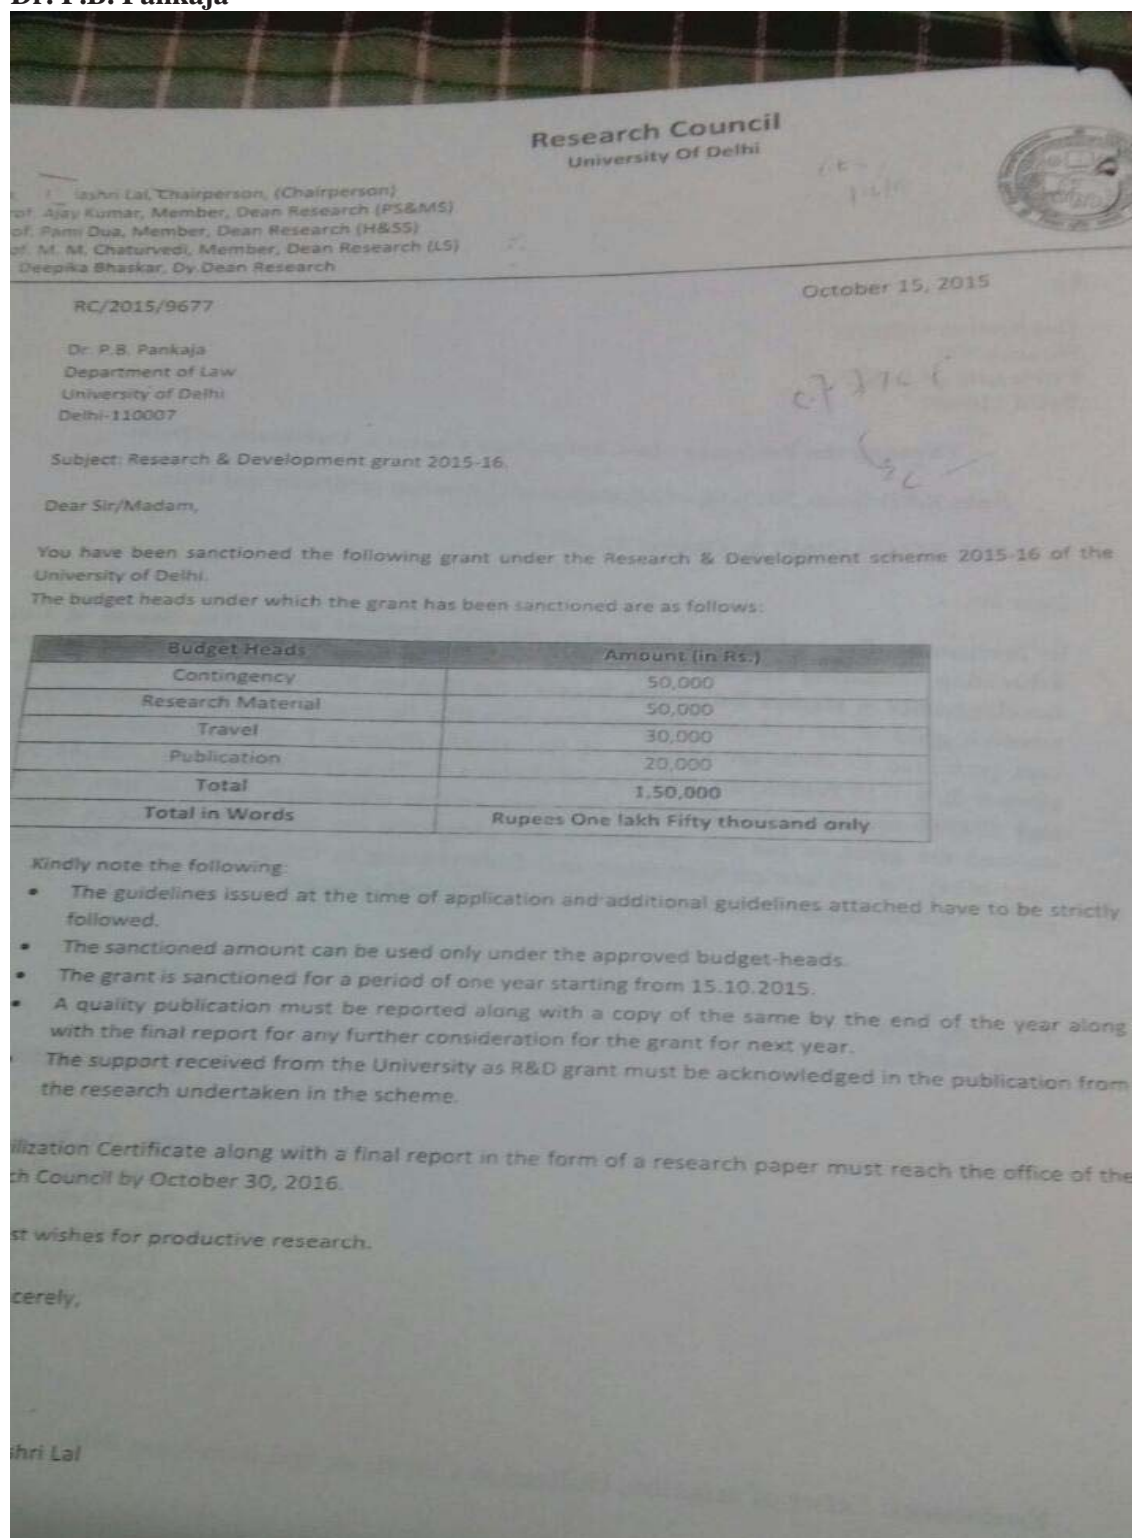 Dr. P.B. Pankaja
Research Council
University Of Delhi
ashri Lal, Chairperson, (Chairperson)
of. Ajay Kumar, Member, Dean Research (PS&MS)
of. Pami Dua, Member, Dean Research (H&SS)
of. M. M. Chaturvedi, Member, Dean Research (LS)
Deepika Bhaskar, Dy Dean Research
October 15, 2015
RC/2015/9677
Dr. P.B. Pankaja
Department of Law
University of Delhi
Delhi-110007
Subject: Research & Development grant 2015-16.
Dear Sir/Madam,
You have been sanctioned the following grant under the Research & Development scheme 2015-16 of the
University of Delhi.
The budget heads under which the grant has been sanctioned are as follows:
Budget Heads Amount (in Rs.)
Contingency 50,000
Research Material 50,000
Travel 30,000
Publication 20,000
Total 1,50,000
Total in Words Rupees One lakh Fifty thousand only
Kindly note the following:
• The guidelines issued at the time of application and additional guidelines attached have to be strictly
followed.
• The sanctioned amount can be used only under the approved budget-heads.
• The grant is sanctioned for a period of one year starting from 15.10.2015.
• A quality publication must be reported along with a copy of the same by the end of the year along
with the final report for any further consideration for the grant for next year.
• The support received from the University as R&D grant must be acknowledged in the publication from
the research undertaken in the scheme.
ilization Certificate along with a final report in the form of a research paper must reach the office of the
ch Council by October 30, 2016.
st wishes for productive research.
cerely,
shri Lal